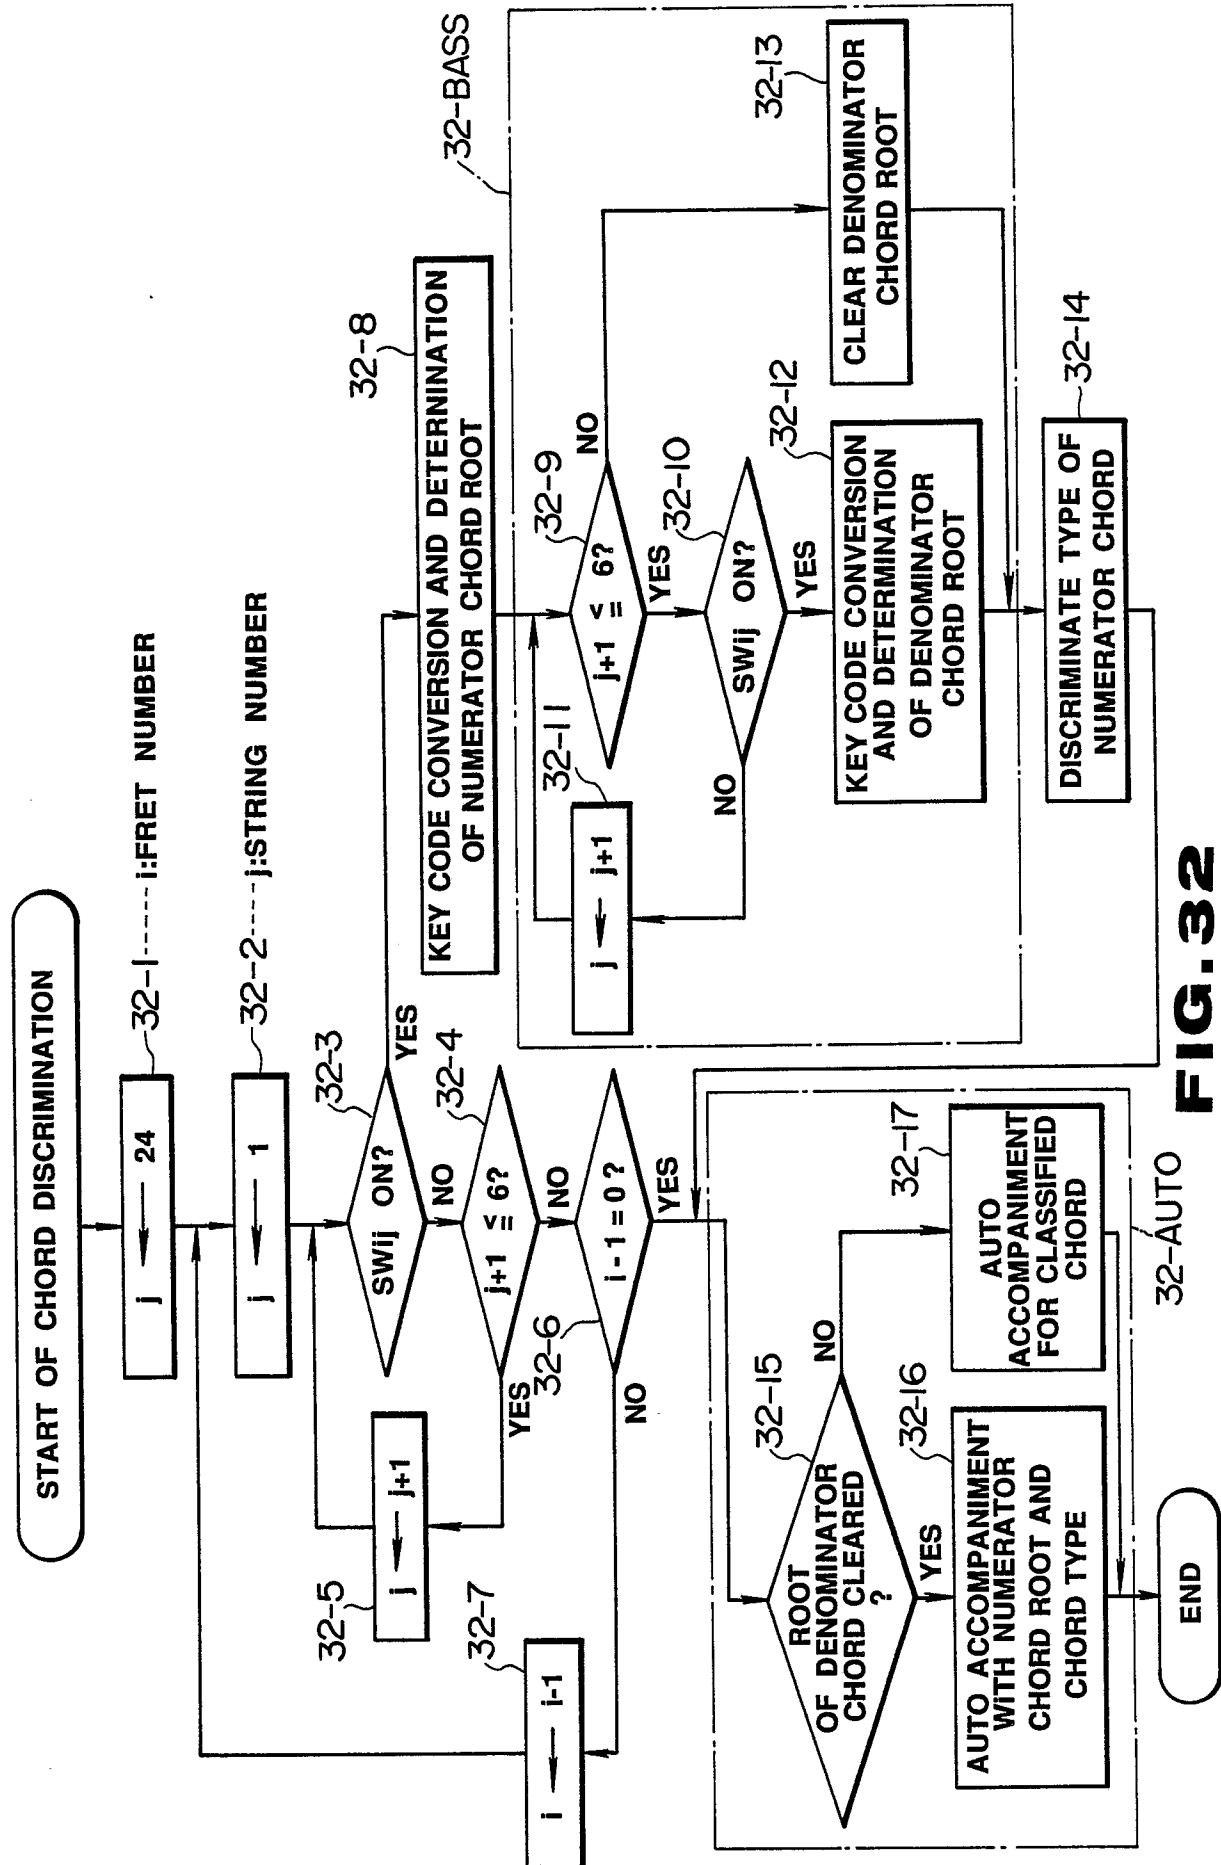 START OF CHORD DISCRIMINATION
j ← 24
32-1
i:FRET NUMBER
j ← 1
32-2
j:STRING NUMBER
SWij ON?
32-3
YES
NO
j+1 <= 6?
32-4
YES
NO
j ← j+1
32-5
i-1=0?
32-6
NO
YES
i ← i-1
32-7
KEY CODE CONVERSION AND DETERNINATION
OF NUMERATOR CHORD ROOT
32-8
32-BASS
j+1 <= 6?
32-9
NO
YES
SWij ON?
32-10
NO
YES
j ← j+1
32-11
KEY CODE CONVERSION
AND DETERMINATION
OF DENOMINATOR
CHORD ROOT
32-12
CLEAR DENOMINATOR
CHORD ROOT
32-13
DISCRIMINATE TYPE OF
NUMERATOR CHORD
32-14
ROOT
OF DENOMINATOR
CHORD CLEARED
?
32-15
NO
YES
AUTO ACCOMPANIMENT
WiTH NUMERATOR
CHORD ROOT AND
CHORD TYPE
32-16
AUTO
ACCOMPANIMENT
FOR CLASSIFIED
CHORD
32-17
32-AUTO
END
FIG.32